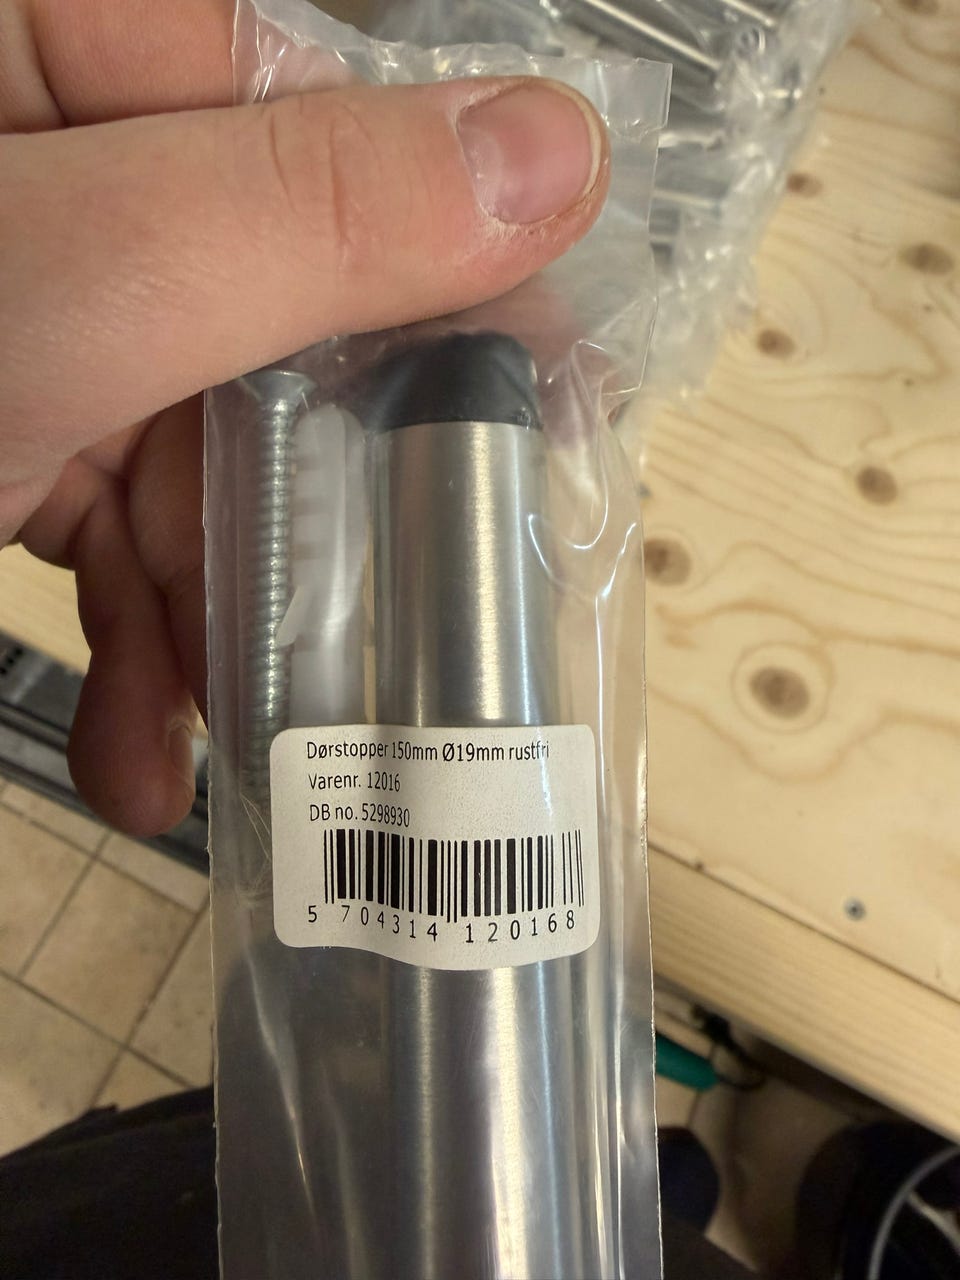 Dørstopper 150mm Ø19mm rustfri
Varenr. 12016
DB no. 5298930
5 704314 120168